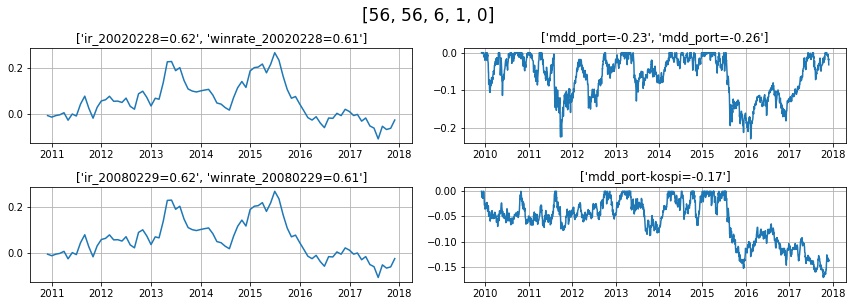 [56, 56, 6, 1, 0]
['ir_20020228=0.62', 'winrate_20020228=0.61']
0.2
0.0
2011 2012 2013 2014 2015 2016 2017 2018
['mdd_port=-0.23', 'mdd_port=-0.26']
0.0
−0.1
−0.2
2010 2011 2012 2013 2014 2015 2016 2017 2018
['ir_20080229=0.62', 'winrate_20080229=0.61']
0.2
0.0
2011 2012 2013 2014 2015 2016 2017 2018
['mdd_port-kospi=-0.17']
0.00
−0.05
−0.10
−0.15
2010 2011 2012 2013 2014 2015 2016 2017 2018